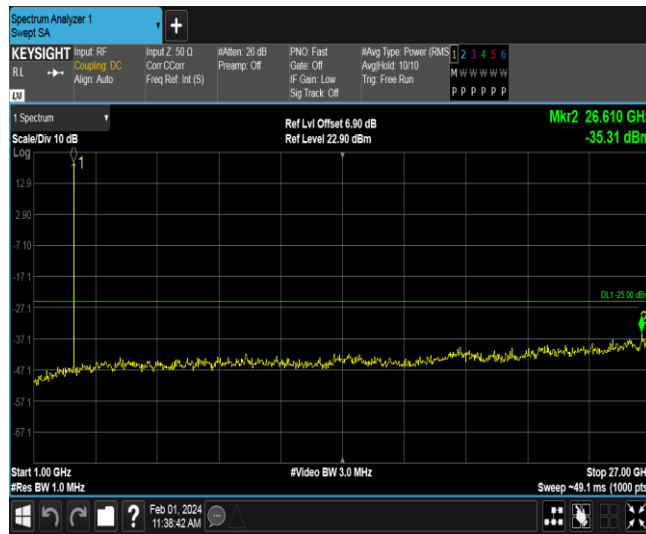 Spectrum Analyzer 1
Swept SA
+
KEYSIGHT
RL
LXI
Input: RF
Coupling: DC
Align: Auto
Input Z: 50 Ω
Corr CCorr
Freq Ref: Int (S)
#Atten: 26 dB
Preamp: Off
PNO: Fast
Gate: Off
IF Gain: Low
Sig Track: Off
#Avg Type: Power (RMS
Avg|Hold: 10/10
Trig: Free Run
1 2 3 4 5 6
M W W W W W
P P P P P P
1 Spectrum
Scale/Div 10 dB
Log
Ref Lvl Offset 6.90 dB
Ref Level 22.90 dBm
Mkr2 26.610 GHz
-35.31 dBm
1
12.9
2.90
-7.10
-17.1
DL1 -25.00 dBm
-27.1
-37.1
-47.1
-57.1
-67.1
Start 1.00 GHz
#Res BW 1.0 MHz
#Video BW 3.0 MHz
Stop 27.00 GHz
Sweep ~49.1 ms (1000 pts)
?
Feb 01, 2024
11:38:42 AM